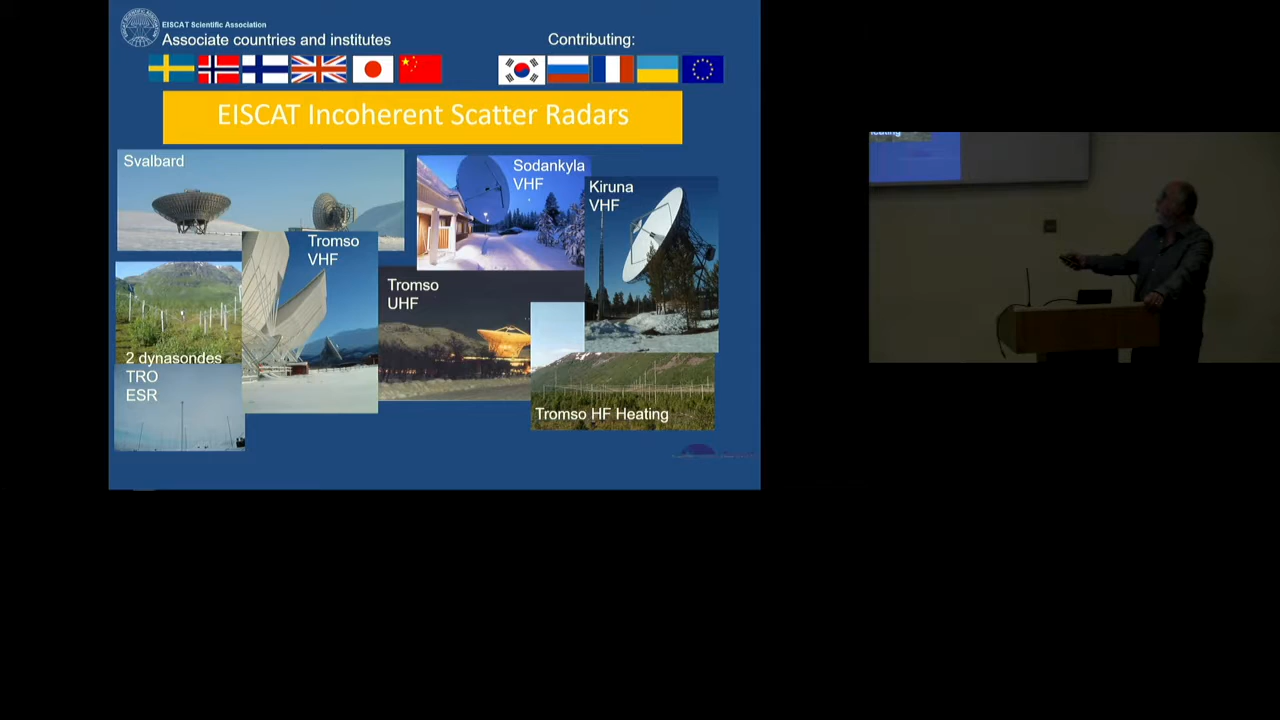 EISCAT Scientific Association
Associate countries and institutes
Contributing:
EISCAT Incoherent Scatter Radars
Svalbard
Sodankyla
VHF
Kiruna
VHF
Tromso
VHF
Tromso
UHF
2 dynasondes
TRO
ESR
Tromso HF Heating